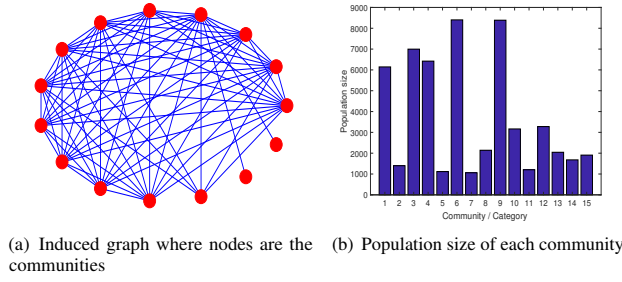 9000
8000
7000
6000
5000
4000
3000
2000
1000
0
Population size
1 2 3 4 5 6 7 8 9 10 11 12 13 14 15
Community / Category
(a) Induced graph where nodes are the
communities
(b) Population size of each community